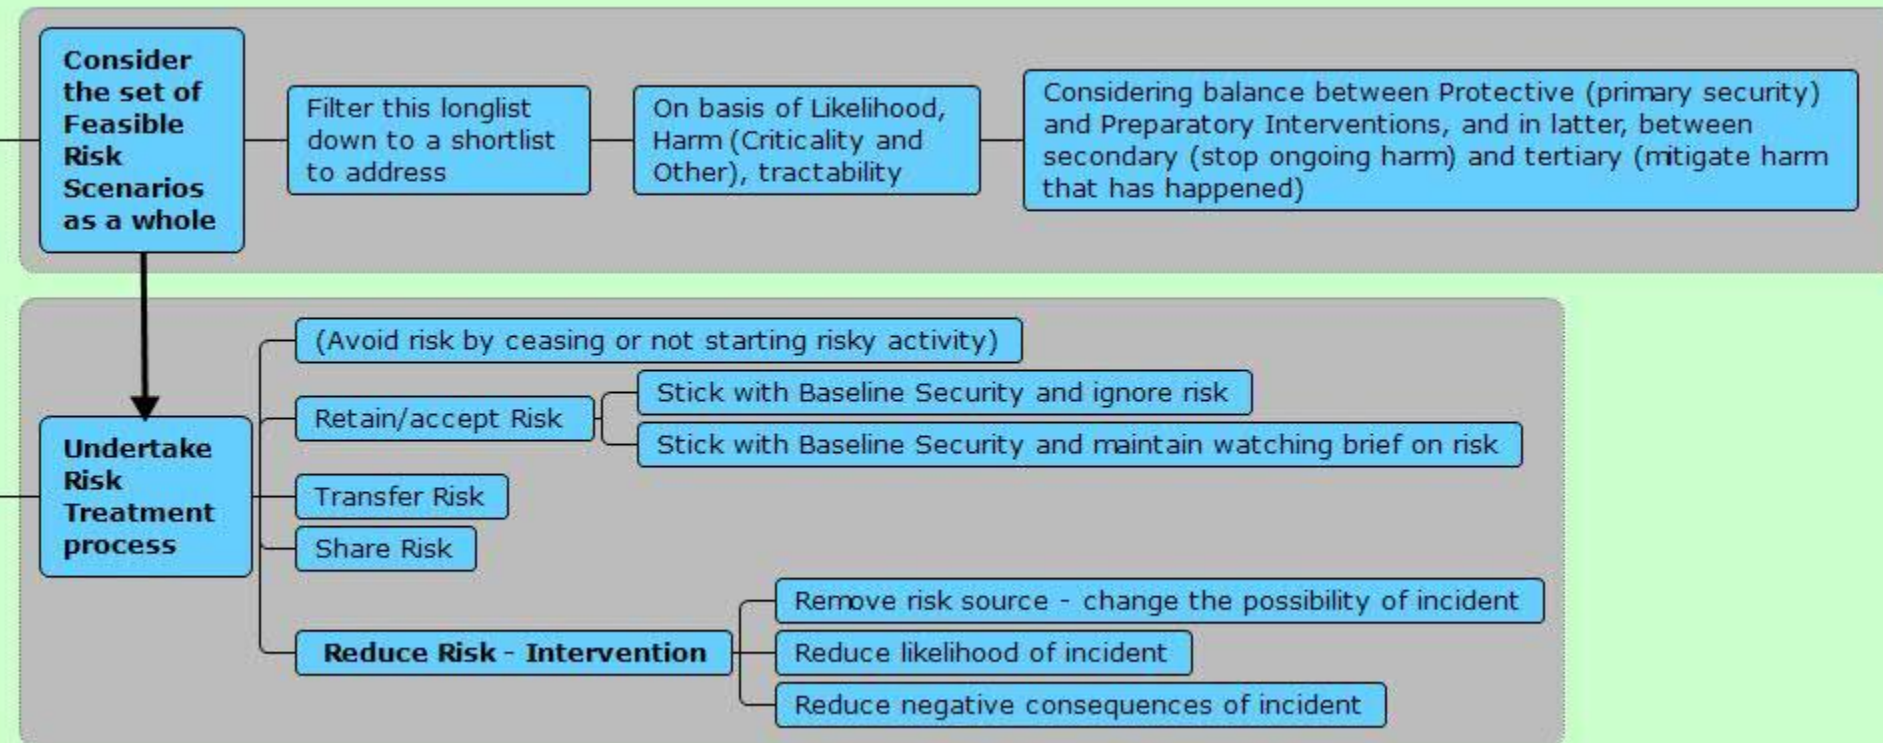 Consider
the set of
Feasible
Risk
Scenarios
as a whole
Filter this longlist
down to a shortlist
to address
On basis of Likelihood,
Harm (Criticality and
Other), tractability
Considering balance between Protective (primary security)
and Preparatory Interventions, and in latter, between
secondary (stop ongoing harm) and tertiary (mitigate harm
that has happened)
Undertake
Risk
Treatment
process
(Avoid risk by ceasing or not starting risky activity)
Retain/accept Risk
Stick with Baseline Security and ignore risk
Stick with Baseline Security and maintain watching brief on risk
Transfer Risk
Share Risk
Reduce Risk - Intervention
Remove risk source - change the possibility of incident
Reduce likelihood of incident
Reduce negative consequences of incident